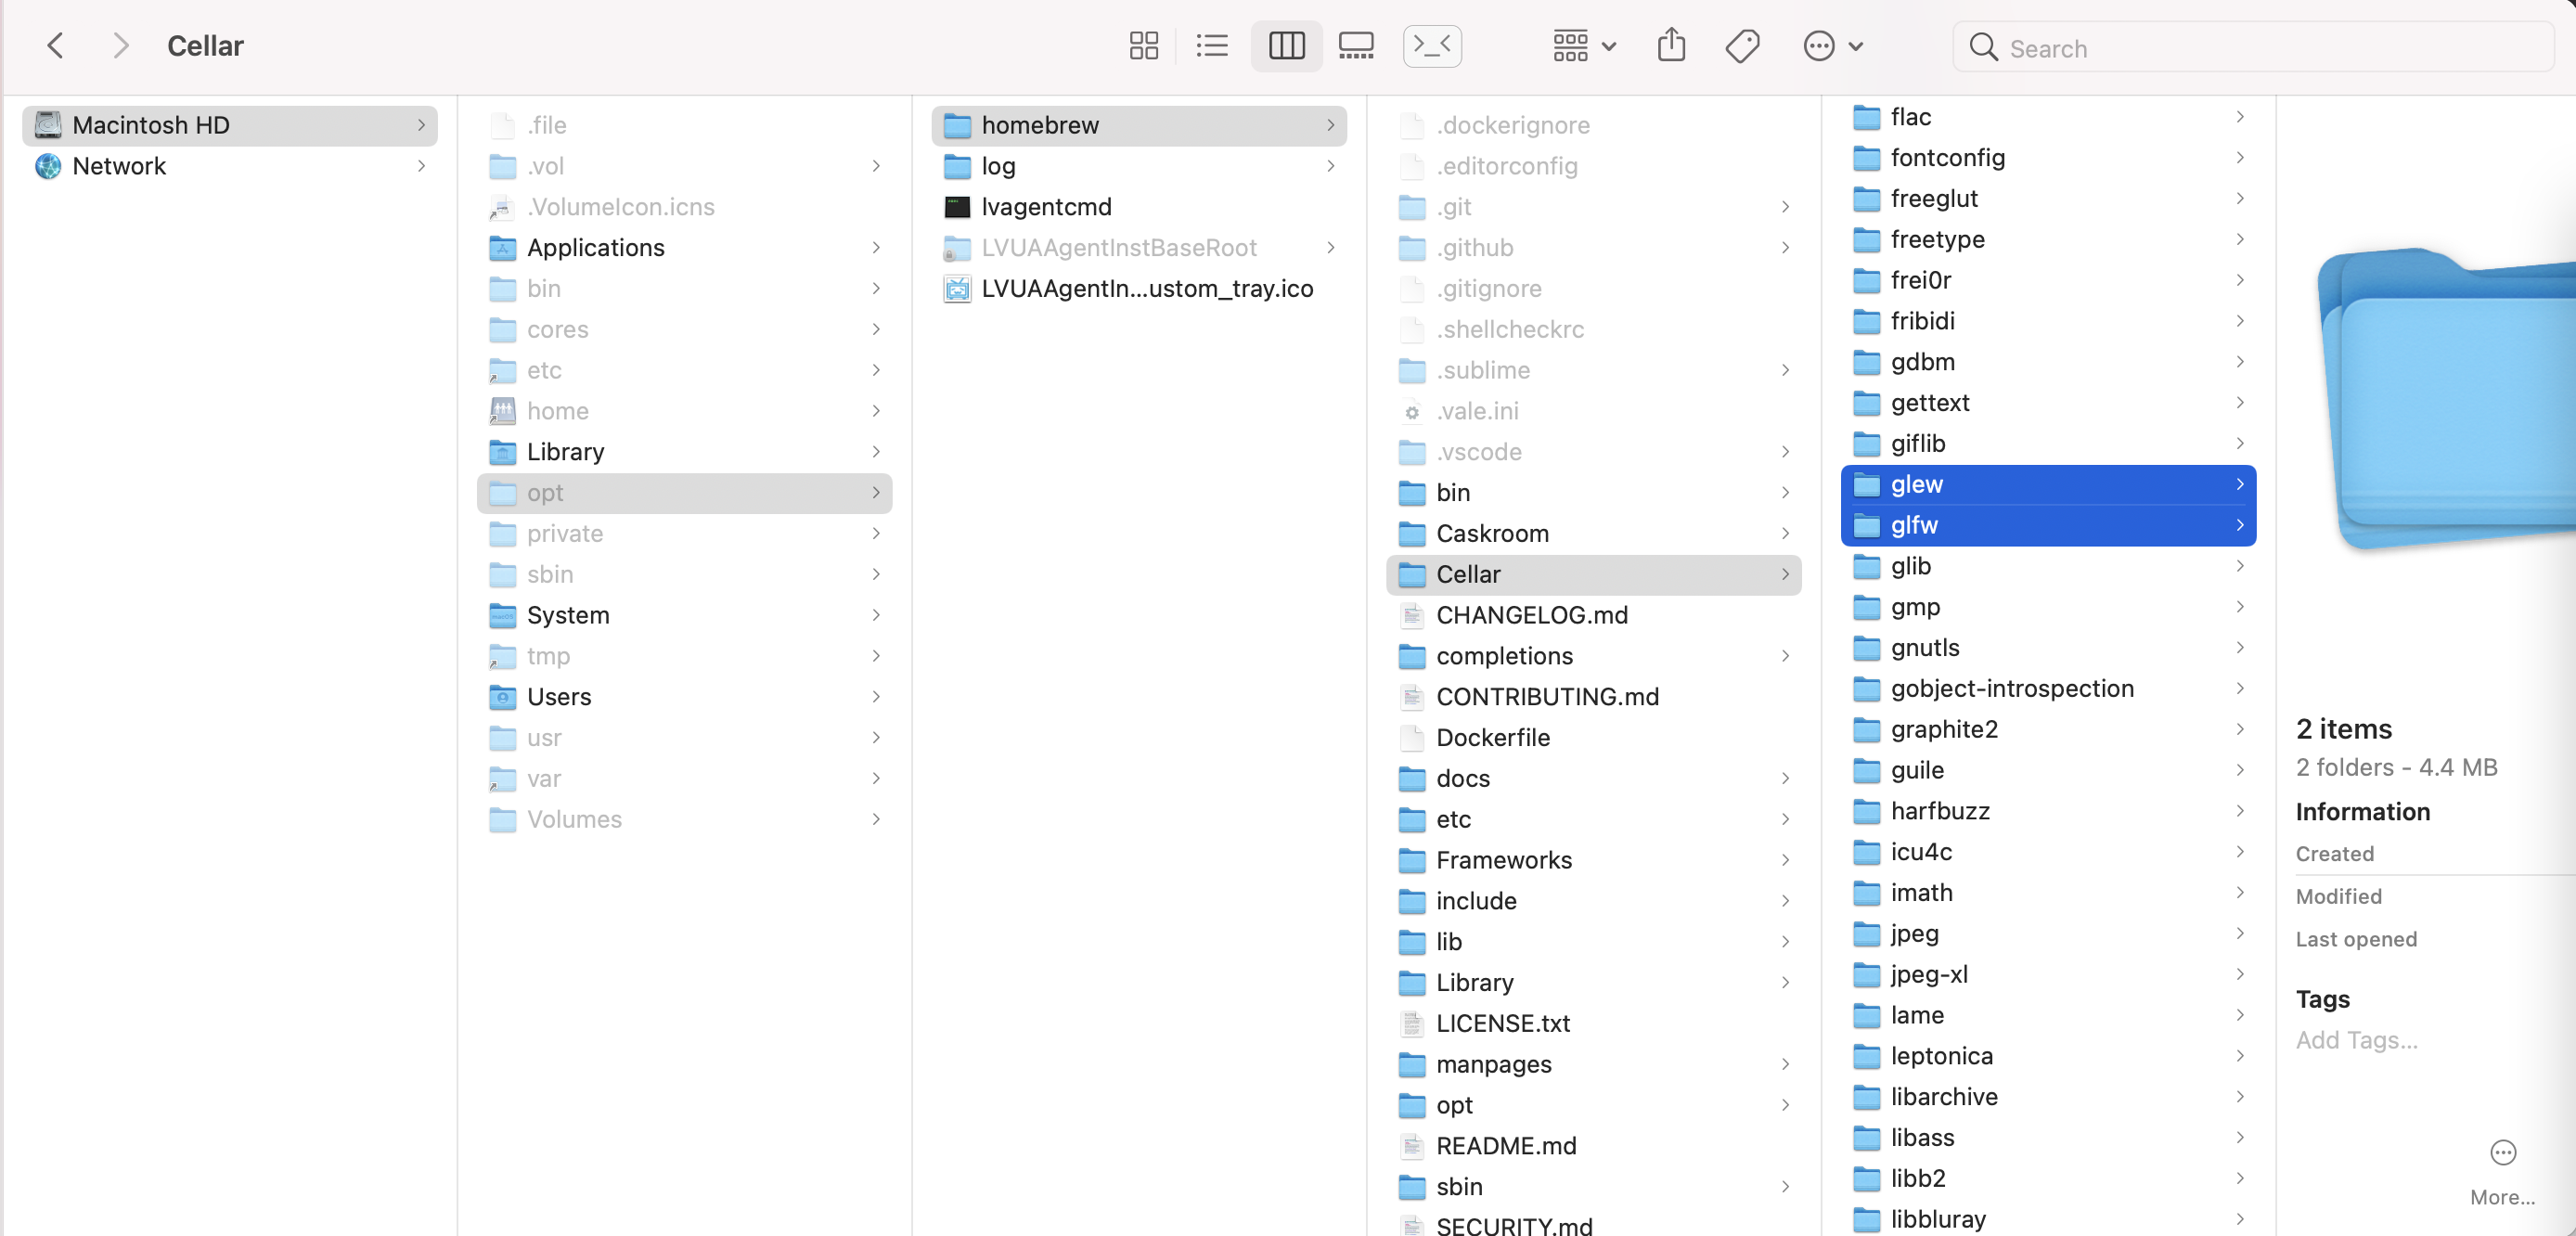 Cellar
Search
Macintosh HD
Network
.file
.vol
.VolumeIcon.icns
Applications
bin
cores
etc
home
Library
opt
private
sbin
System
tmp
Users
usr
var
Volumes
homebrew
log
lvagentcmd
LVUAAgentInstBaseRoot
LVUAAgentIn...ustom_tray.ico
.dockerignore
.editorconfig
.git
.github
.gitignore
.shellcheckrc
.sublime
.vale.ini
.vscode
bin
Caskroom
Cellar
CHANGELOG.md
completions
CONTRIBUTING.md
Dockerfile
docs
etc
Frameworks
include
lib
Library
LICENSE.txt
manpages
opt
README.md
sbin
SECURITY.md
flac
fontconfig
freeglut
freetype
frei0r
fribidi
gdbm
gettext
giflib
glew
glfw
glib
gmp
gnutls
gobject-introspection
graphite2
guile
harfbuzz
icu4c
imath
jpeg
jpeg-xl
lame
leptonica
libarchive
libass
libb2
libbluray
2 items
2 folders - 4.4 MB
Information
Created
Modified
Last opened
Tags
Add Tags...
More...